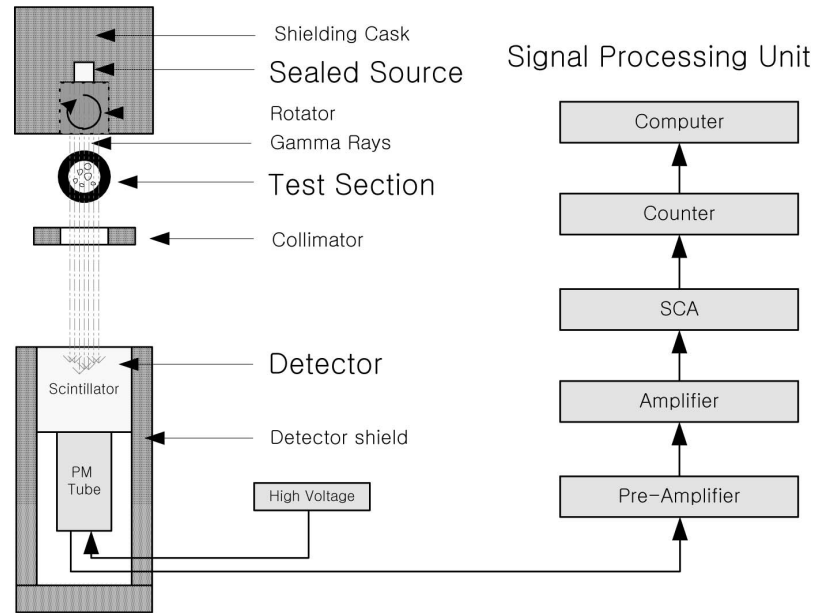 Shielding Cask
Sealed Source
Rotator
Gamma Rays
Test Section
Collimator
Detector
Scintillator
Detector shield
PM
Tube
High Voltage
Signal Processing Unit
Computer
Counter
SCA
Amplifier
Pre-Amplifier